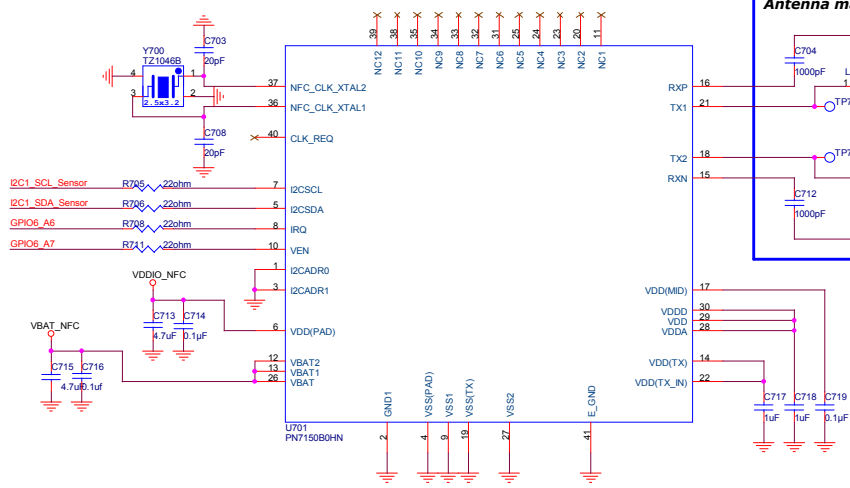 Antenna ma
39
38
35
34
33
32
31
25
24
23
20
11
NC12
NC11
NC10
NC9
NC8
NC7
NC6
NC5
NC4
NC3
NC2
NC1
Y700
TZ1046B
C703
20pF
4
1
3
2
2.5x3.2
C708
20pF
37
NFC_CLK_XTAL2
36
NFC_CLK_XTAL1
40
CLK_REQ
I2C1_SCL_Sensor
R705
22ohm
7
I2CSCL
I2C1_SDA_Sensor
R706
22ohm
5
I2CSDA
GPIO6_A6
R708
22ohm
8
IRQ
GPIO6_A7
R711
22ohm
10
VEN
1
I2CADR0
3
I2CADR1
VDDIO_NFC
C713
4.7uF
C714
0.1µF
6
VDD(PAD)
VBAT_NFC
C715
4.7uF
C716
0.1uf
12
VBAT2
13
VBAT1
26
VBAT
RXP
16
TX1
21
TX2
18
RXN
15
C704
1000pF
L
1
TP7
TP7
C712
1000pF
VDD(MID)
17
VDDD
30
VDD
29
VDDA
28
VDD(TX)
14
VDD(TX_IN)
22
C717
1uF
C718
1uF
C719
0.1µF
GND1
VSS(PAD)
VSS1
VSS(TX)
VSS2
E_GND
2
4
9
19
27
41
U701
PN7150B0HN